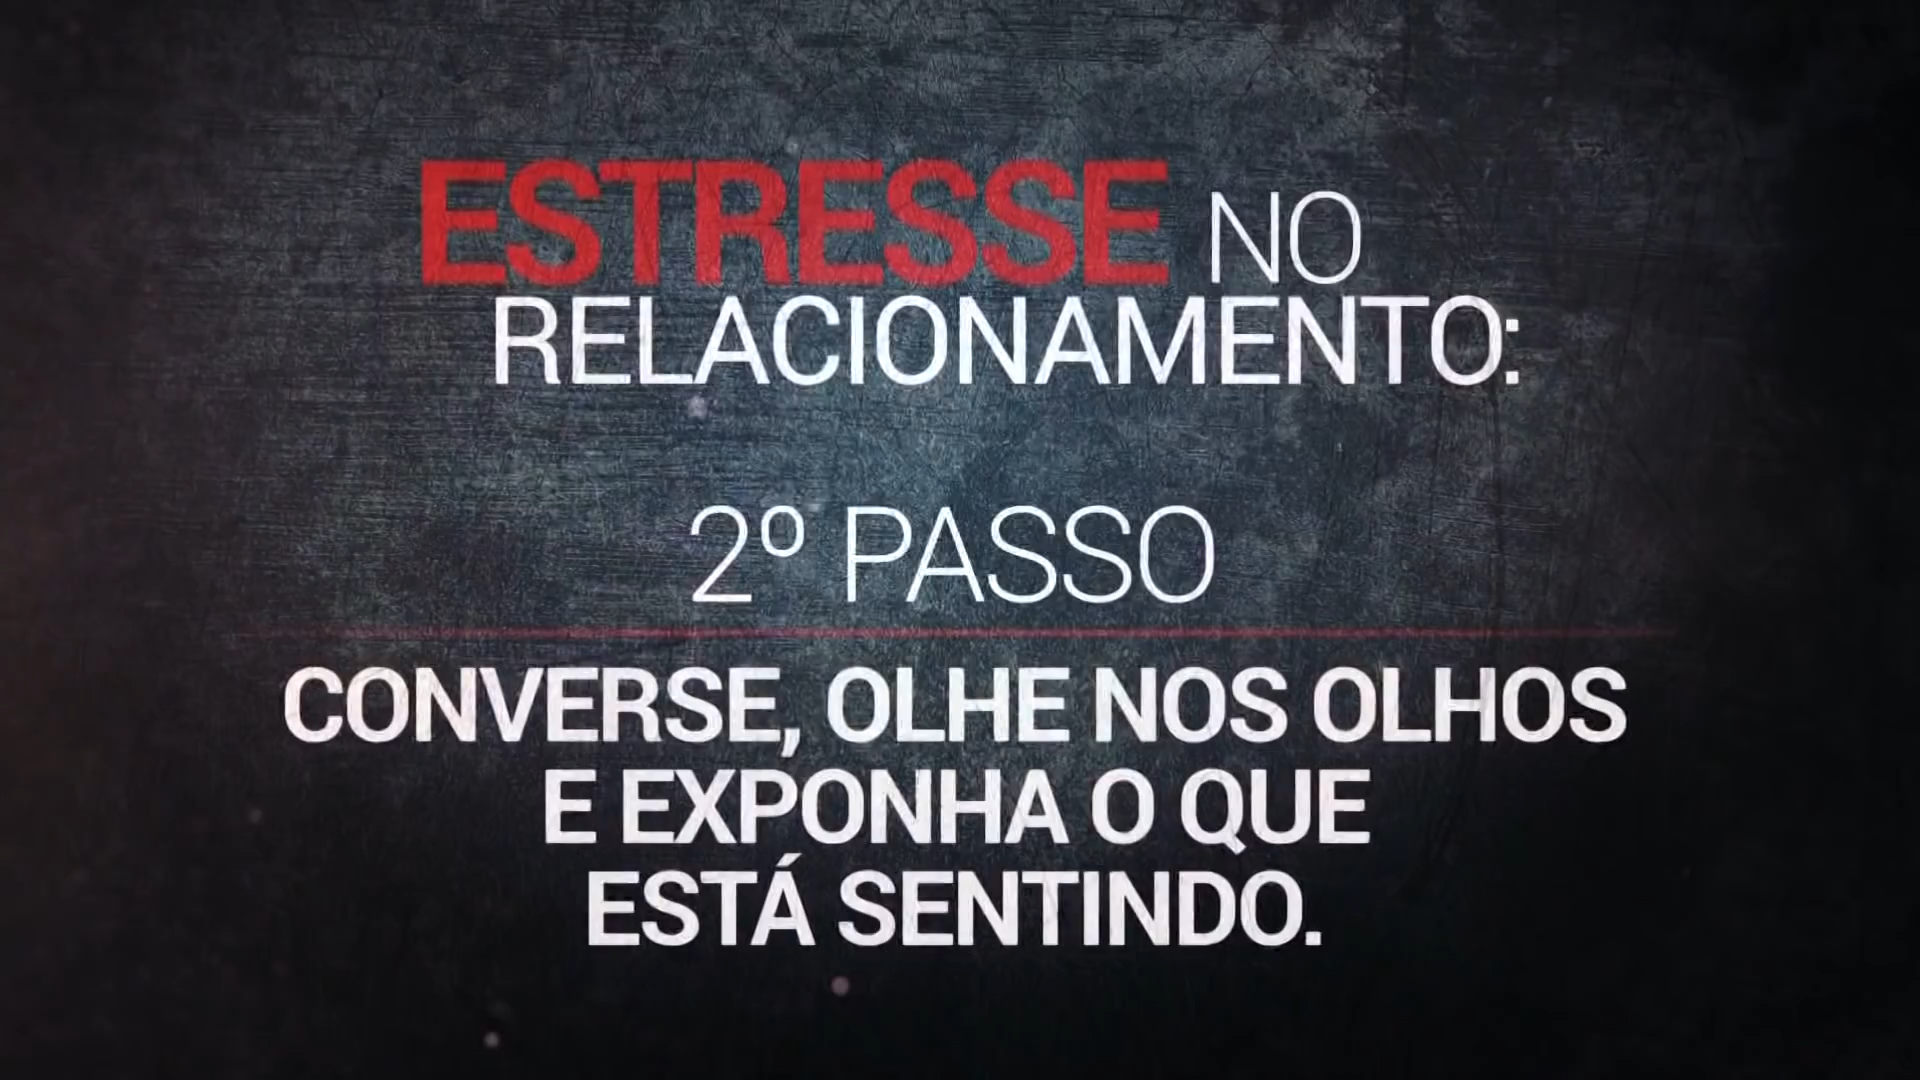 ESTRESSE NO
RELACIONAMENTO:
2º PASSO
CONVERSE, OLHE NOS OLHOS
E EXPONHA O QUE
ESTÁ SENTINDO.